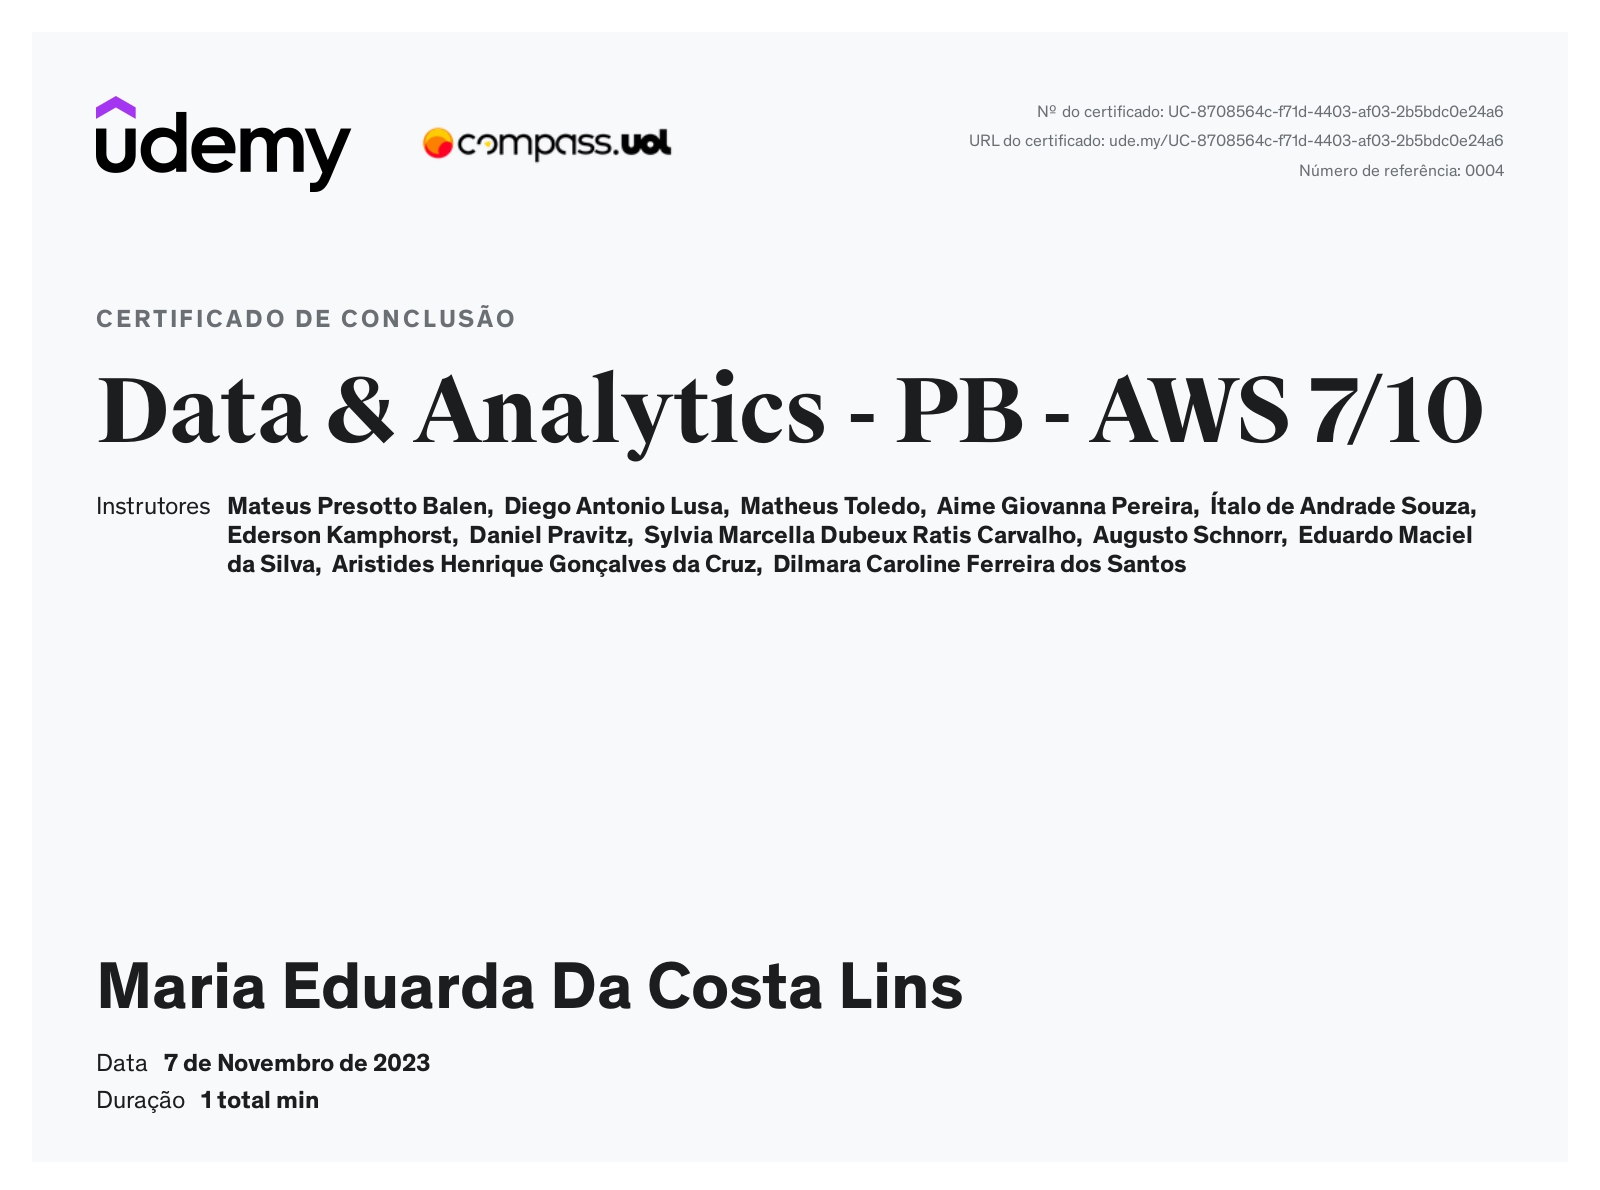 udemy
compass.uol
Nº do certificado: UC-8708564c-f71d-4403-af03-2b5bdc0e24a6
URL do certificado: ude.my/UC-8708564c-f71d-4403-af03-2b5bdc0e24a6
Número de referência: 0004
CERTIFICADO DE CONCLUSÃO
Data & Analytics - PB - AWS 7/10
Instrutores Mateus Presotto Balen, Diego Antonio Lusa, Matheus Toledo, Aime Giovanna Pereira, Ítalo de Andrade Souza,
Ederson Kamphorst, Daniel Pravitz, Sylvia Marcella Dubeux Ratis Carvalho, Augusto Schnorr, Eduardo Maciel
da Silva, Aristides Henrique Gonçalves da Cruz, Dilmara Caroline Ferreira dos Santos
Maria Eduarda Da Costa Lins
Data 7 de Novembro de 2023
Duração 1 total min